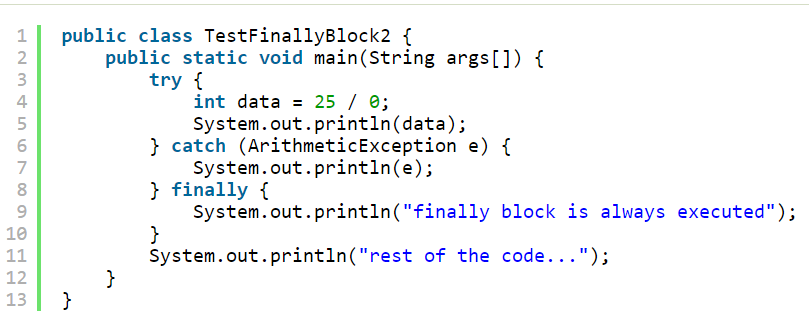 1 public class TestFinallyBlock2 {
2     public static void main(String args[]) {
3         try {
4             int data = 25 / 0;
5             System.out.println(data);
6         } catch (ArithmeticException e) {
7             System.out.println(e);
8         } finally {
9             System.out.println("finally block is always executed");
10         }
11         System.out.println("rest of the code...");
12     }
13 }